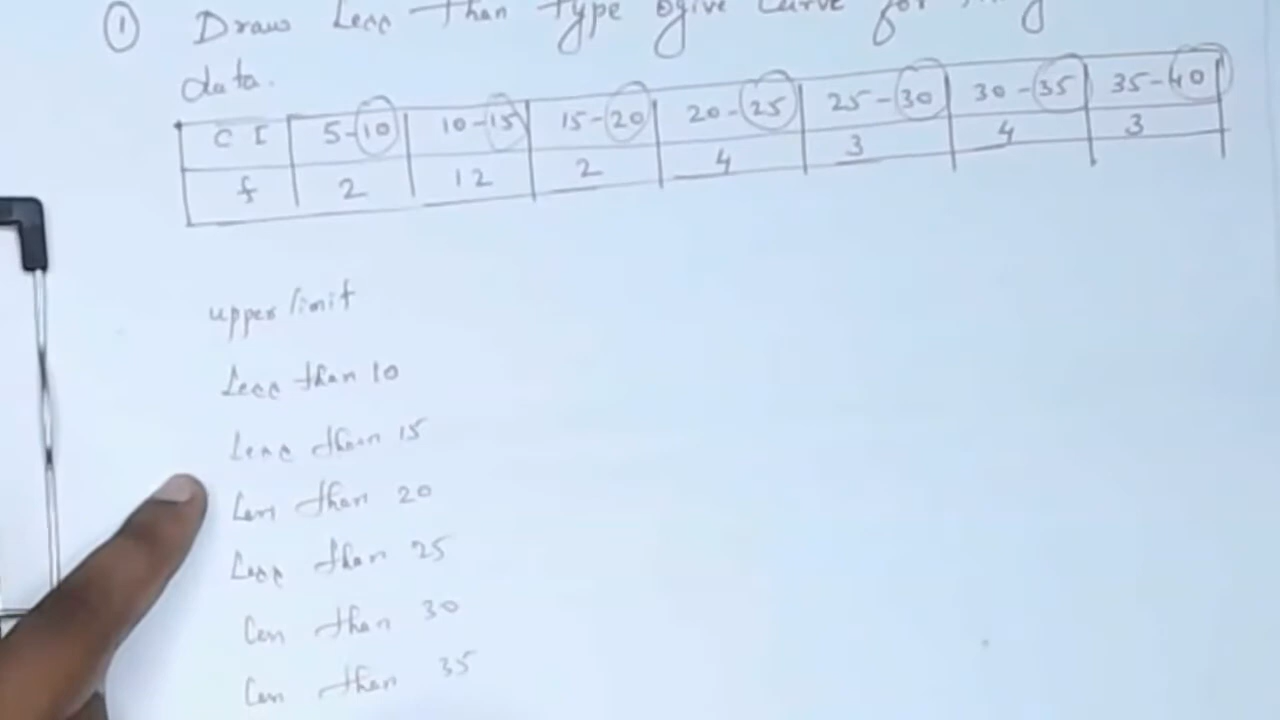 ① Draw Less than type ogive curve for
data.
C I 5-10 10-15 15-20 20-25 25-30 30-35 35-40
f 2 12 2 4 3 4 3
upper limit
Less than 10
Less than 15
Less than 20
Less than 25
Less than 30
Less than 35